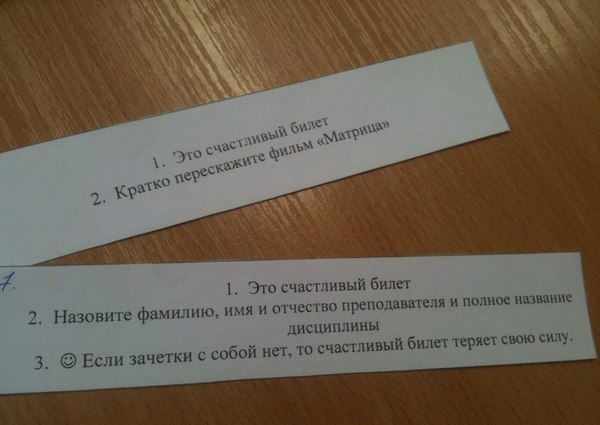 1. Это счастливый билет
2. Кратко перескажите фильм «Матрица»
7.
1. Это счастливый билет
2. Назовите фамилию, имя и отчество преподавателя и полное название
дисциплины
3. ☺ Если зачетки с собой нет, то счастливый билет теряет свою силу.